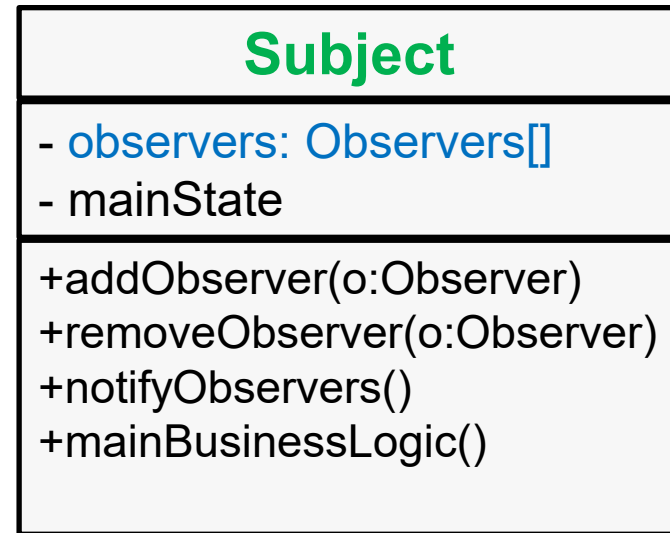 Subject
- observers: Observers[]
- mainState
+addObserver(o:Observer)
+removeObserver(o:Observer)
+notifyObservers()
+mainBusinessLogic()